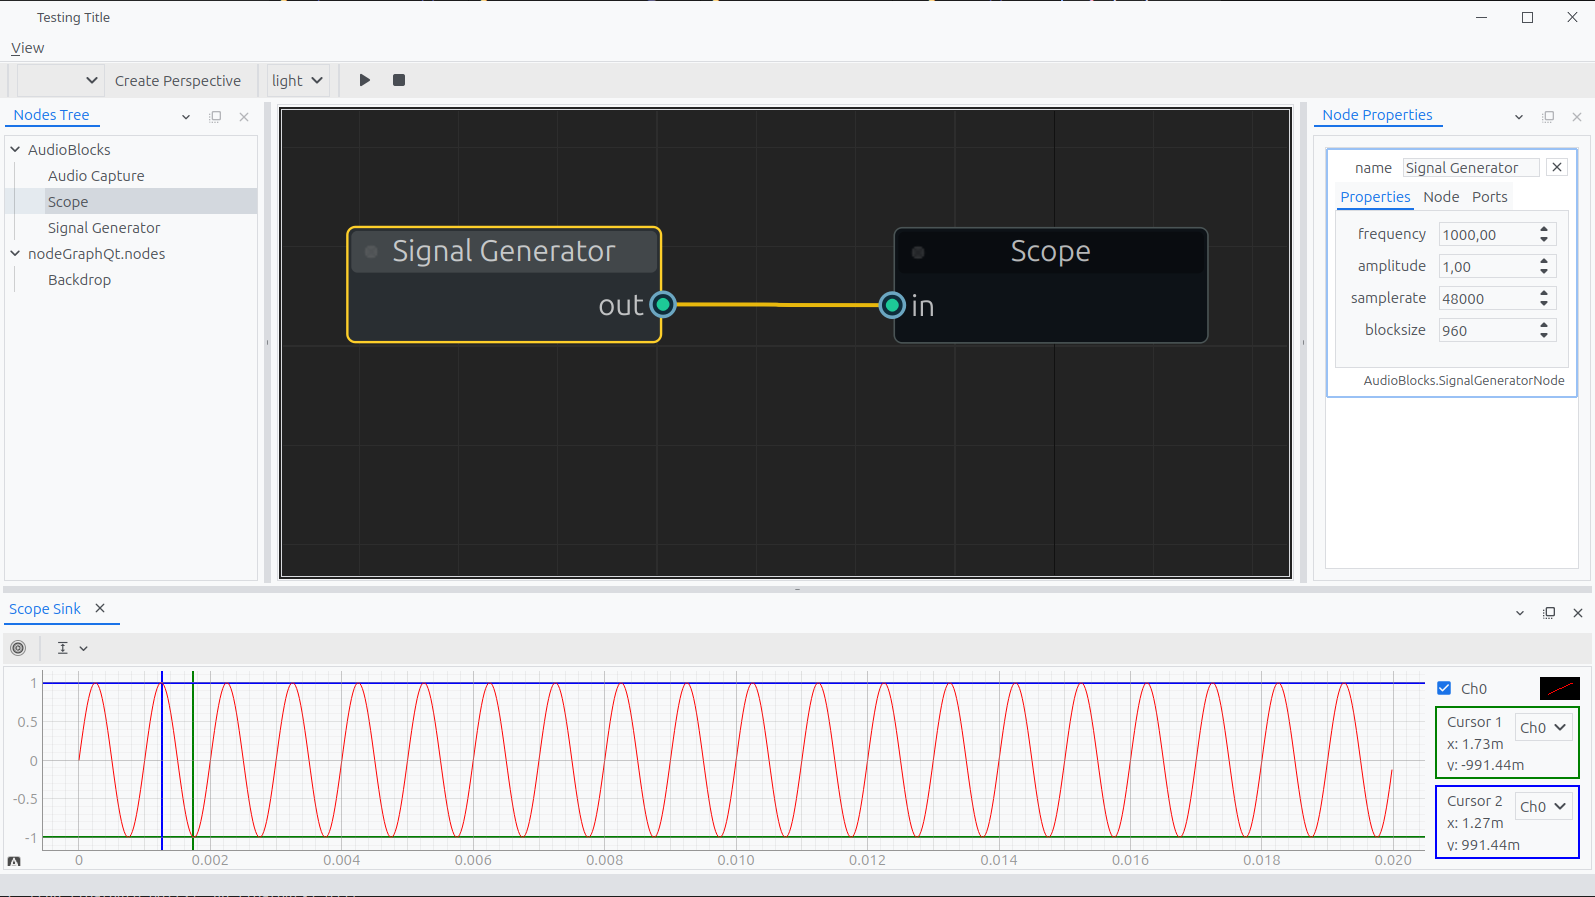 Testing Title
View
Create Perspective
light
Nodes Tree
AudioBlocks
Audio Capture
Scope
Signal Generator
nodeGraphQt.nodes
Backdrop
Signal Generator
out
Scope
in
Node Properties
name Signal Generator
Properties Node Ports
frequency 1000,00
amplitude 1,00
samplerate 48000
blocksize 960
AudioBlocks.SignalGeneratorNode
Scope Sink
1
0.5
0
-0.5
-1
A
0 0.002 0.004 0.006 0.008 0.010 0.012 0.014 0.016 0.018 0.020
Ch0
Cursor 1 Ch0
x: 1.73m
y: -991.44m
Cursor 2 Ch0
x: 1.27m
y: 991.44m